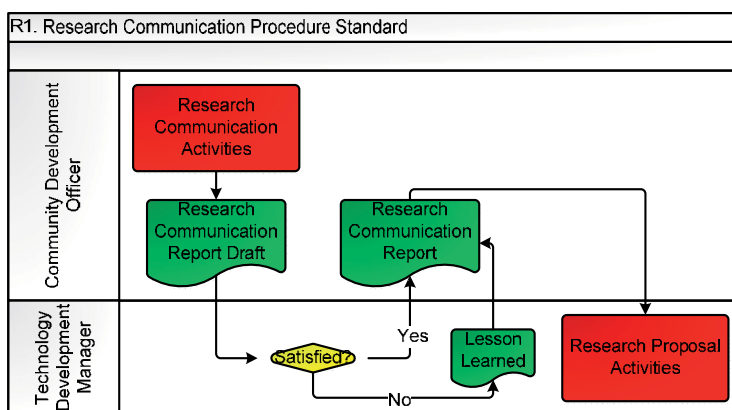 R1. Research Communication Procedure Standard
Community Development
Officer
Research
Communication
Activities
Research
Communication
Report Draft
Research
Communication
Report
Technology
Development
Manager
Satisfied?
Yes
No
Lesson
Learned
Research Proposal
Activities